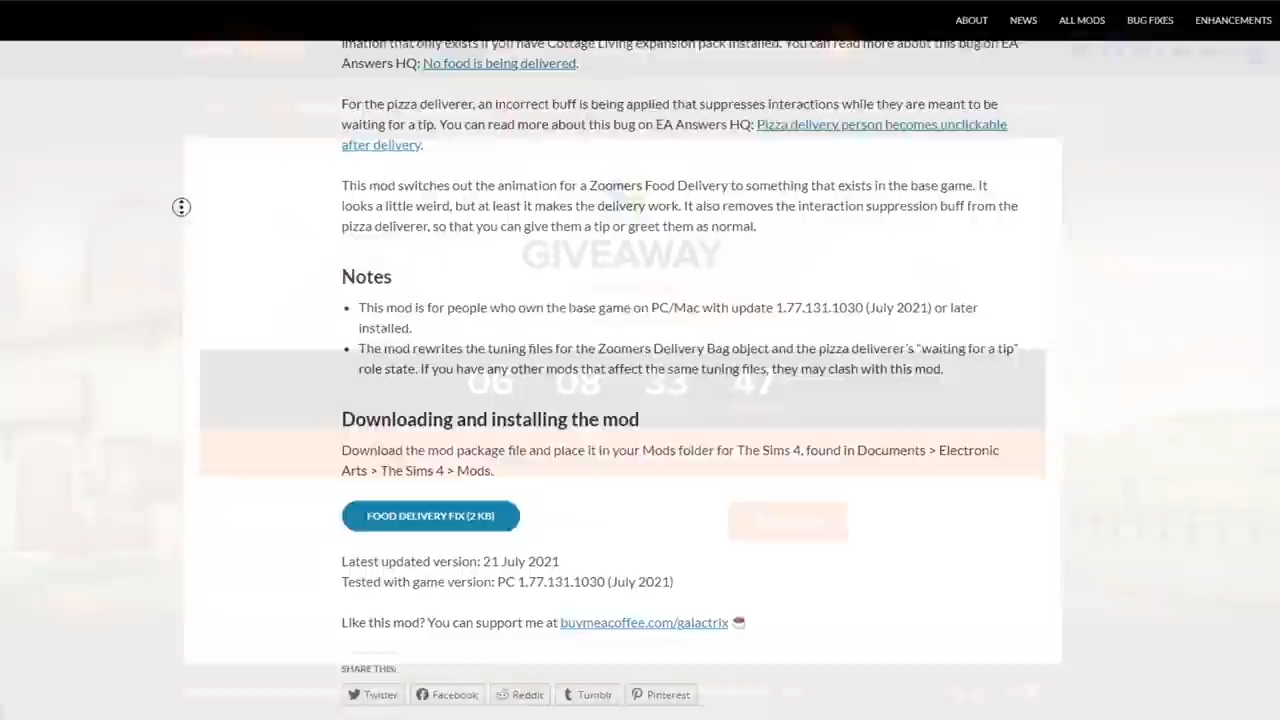 ABOUT NEWS ALL MODS BUG FIXES ENHANCEMENTS
imation that only exists if you have Cottage Living expansion pack installed. You can read more about this bug on EA
Answers HQ: No food is being delivered.
For the pizza deliverer, an incorrect buff is being applied that suppresses interactions while they are meant to be
waiting for a tip. You can read more about this bug on EA Answers HQ: Pizza delivery person becomes unclickable
after delivery.
This mod switches out the animation for a Zoomers Food Delivery to something that exists in the base game. It
looks a little weird, but at least it makes the delivery work. It also removes the interaction suppression buff from the
pizza deliverer, so that you can give them a tip or greet them as normal.
GIVEAWAY
Notes
• This mod is for people who own the base game on PC/Mac with update 1.77.131.1030 (July 2021) or later
installed.
• The mod rewrites the tuning files for the Zoomers Delivery Bag object and the pizza deliverer's "waiting for a tip"
role state. If you have any other mods that affect the same tuning files, they may clash with this mod.
06 08 33 47
Downloading and installing the mod
Download the mod package file and place it in your Mods folder for The Sims 4, found in Documents > Electronic
Arts > The Sims 4 > Mods.
FOOD DELIVERY FIX (2 KB)
Latest updated version: 21 July 2021
Tested with game version: PC 1.77.131.1030 (July 2021)
Like this mod? You can support me at buymeacoffee.com/galactrix
SHARE THIS:
Twitter Facebook Reddit Tumblr Pinterest